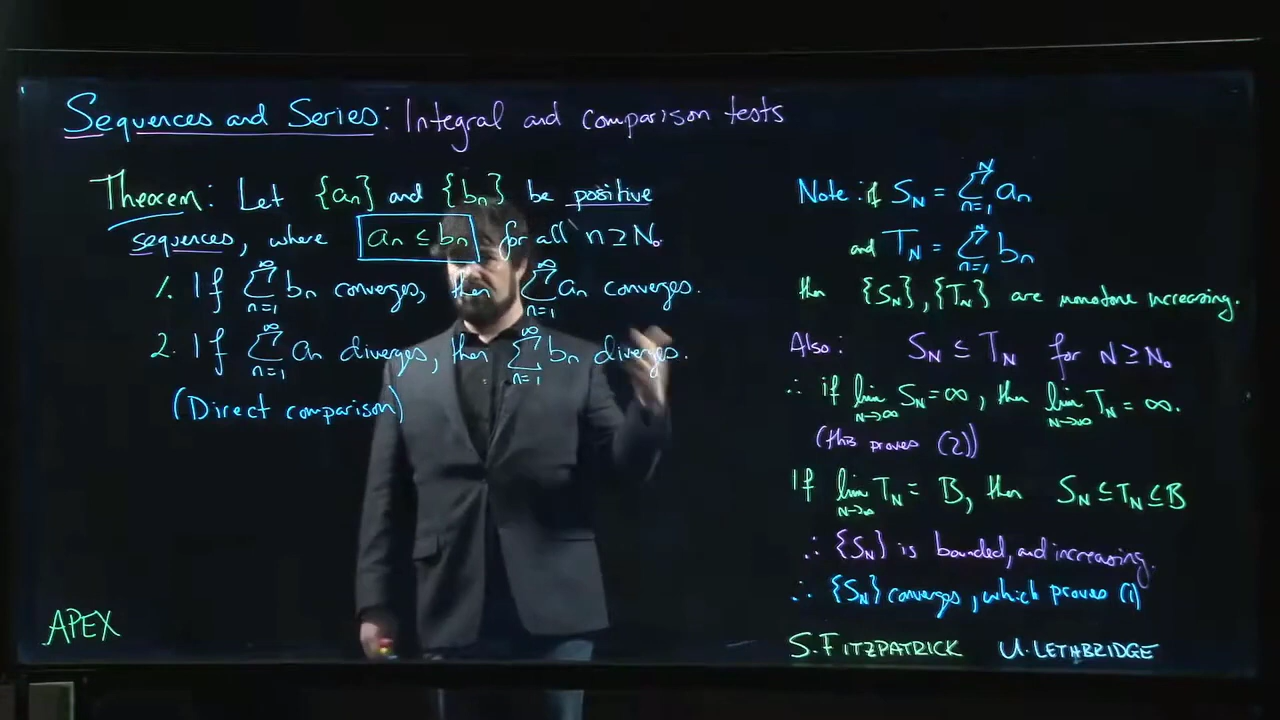 Sequences and Series: Integral and comparison tests
Theorem: Let {aₙ} and {bₙ} be positive
sequences, where aₙ ≤ bₙ for all n ≥ N₀.
1. If ∑_{n=1}^{∞} bₙ converges, then ∑_{n=1}^{∞} aₙ converges.
2. If ∑_{n=1}^{∞} aₙ diverges, then ∑_{n=1}^{∞} bₙ diverges.
(Direct comparison)
APEX
Note: if S_N = ∑_{n=1}^{N} aₙ
and T_N = ∑_{n=1}^{N} bₙ
then {S_N}, {T_N} are monotone increasing.
Also: S_N ≤ T_N for N ≥ N₀
∴ if lim_{N→∞} S_N = ∞, then lim_{N→∞} T_N = ∞.
(this proves (2))
If lim_{N→∞} T_N = B, then S_N ≤ T_N ≤ B
∴ {S_N} is bounded, and increasing.
∴ {S_N} converges, which proves (1)
S. FITZPATRICK U. LETHBRIDGE